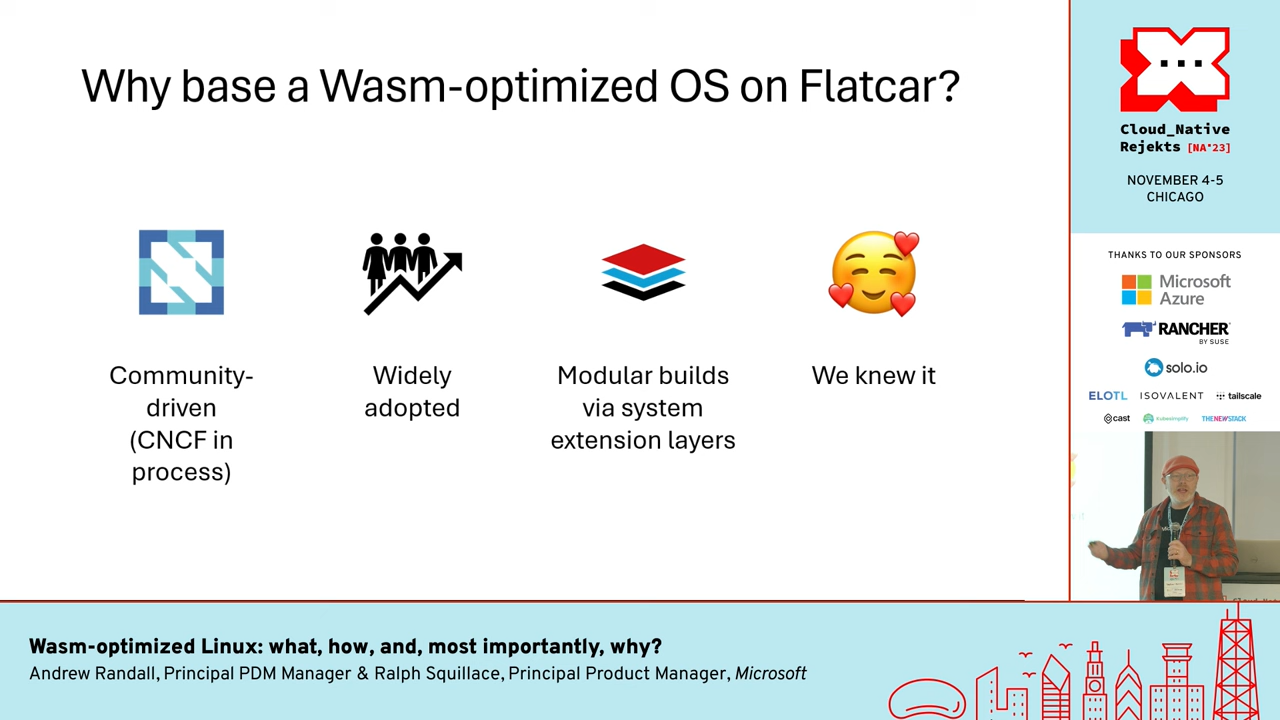 Why base a Wasm-optimized OS on Flatcar?
Community-
driven
(CNCF in
process)
Widely
adopted
Modular builds
via system
extension layers
We knew it
Cloud_Native
Rejekts [NA'23]
NOVEMBER 4-5
CHICAGO
THANKS TO OUR SPONSORS
Microsoft
Azure
RANCHER
BY SUSE
solo.io
ELOTL ISOVALENT tailscale
cast Kubesimplify THENEWSTACK
Wasm-optimized Linux: what, how, and, most importantly, why?
Andrew Randall, Principal PDM Manager & Ralph Squillace, Principal Product Manager, Microsoft